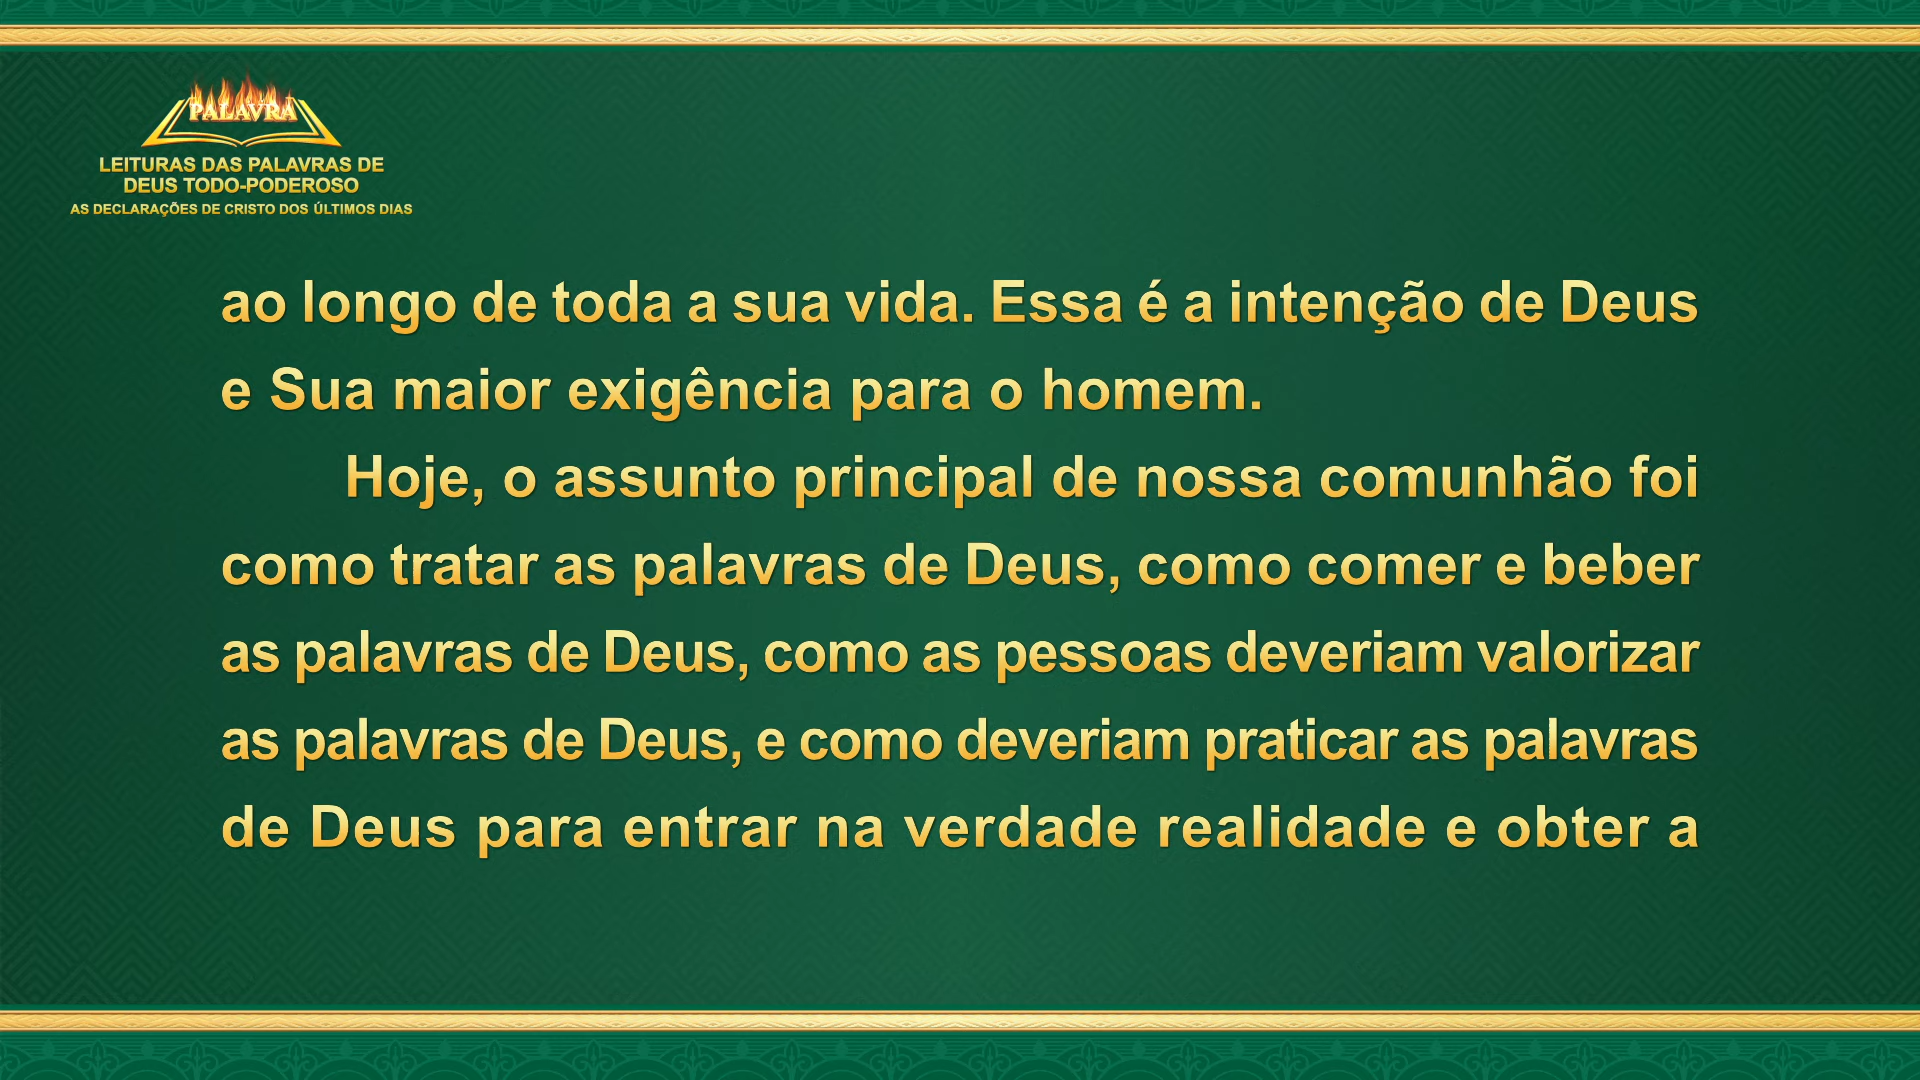 PALAVRA
LEITURAS DAS PALAVRAS DE
DEUS TODO-PODEROSO
AS DECLARAÇÕES DE CRISTO DOS ÚLTIMOS DIAS
ao longo de toda a sua vida. Essa é a intenção de Deus
e Sua maior exigência para o homem.
Hoje, o assunto principal de nossa comunhão foi
como tratar as palavras de Deus, como comer e beber
as palavras de Deus, como as pessoas deveriam valorizar
as palavras de Deus, e como deveriam praticar as palavras
de Deus para entrar na verdade realidade e obter a